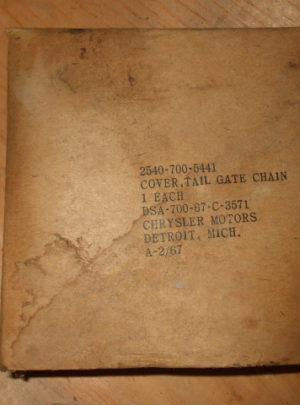 2540-700-5441
COVER,TAIL GATE CHAIN
1 EACH
DSA-700-67-C-3571
CHRYSLER MOTORS
DETROIT, MICH.
A-2/67